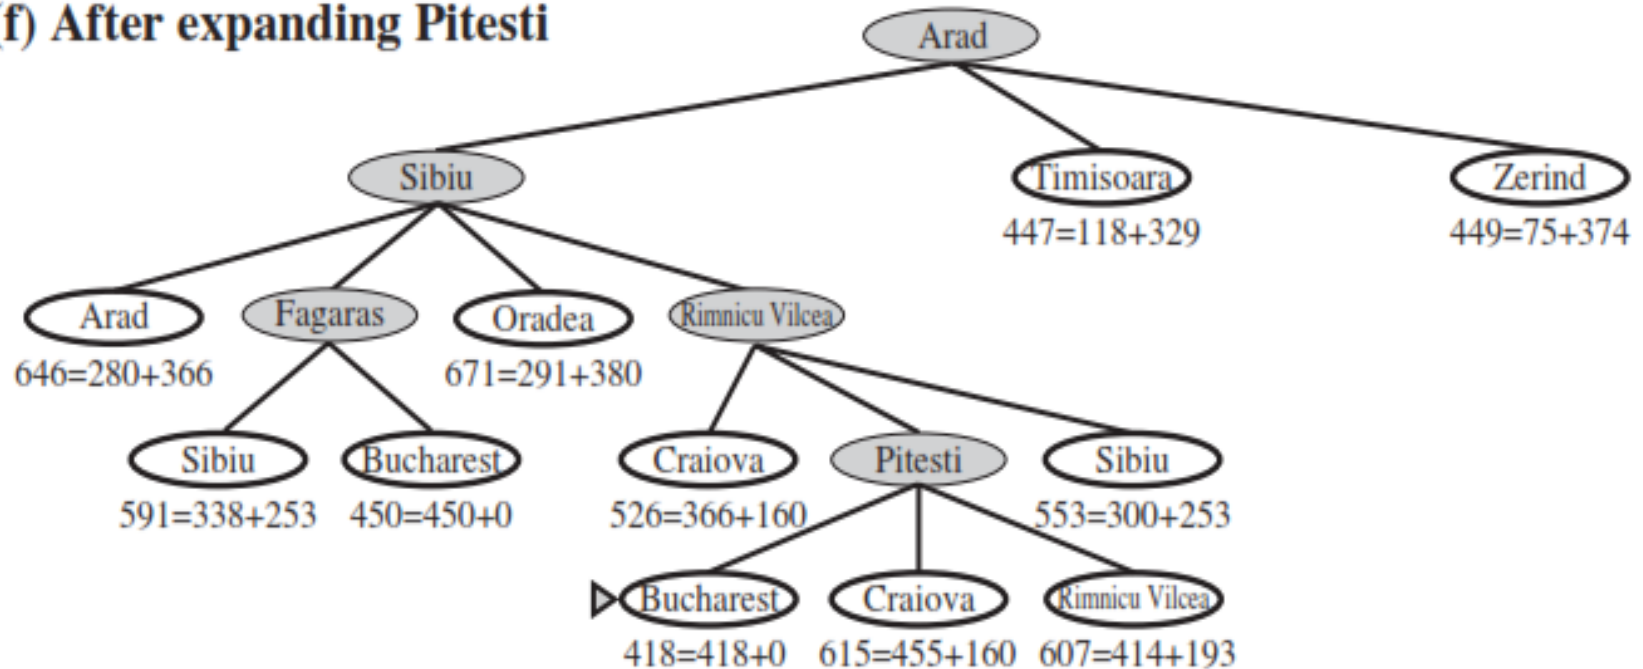 (f) After expanding Pitesti
Arad
Sibiu
Timisoara
Zerind
447=118+329
449=75+374
Arad
Fagaras
Oradea
Rimnicu Vilcea
646=280+366
671=291+380
Sibiu
Bucharest
Craiova
Pitesti
Sibiu
591=338+253
450=450+0
526=366+160
553=300+253
Bucharest
Craiova
Rimnicu Vilcea
418=418+0
615=455+160
607=414+193